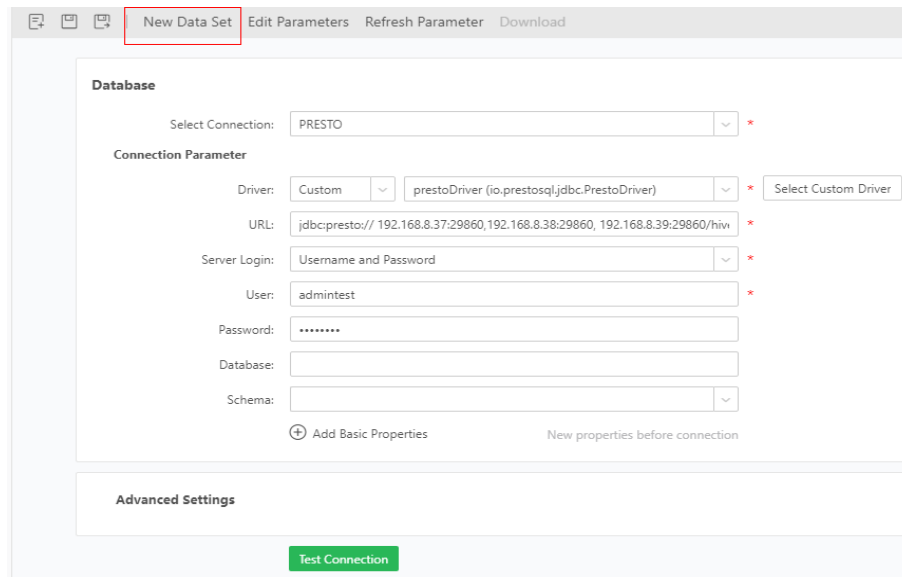 New Data Set Edit Parameters Refresh Parameter Download
Database
Select Connection: PRESTO *
Connection Parameter
Driver: Custom prestoDriver (io.prestosql.jdbc.PrestoDriver) * Select Custom Driver
URL: jdbc:presto:// 192.168.8.37:29860,192.168.8.38:29860, 192.168.8.39:29860/hiv *
Server Login: Username and Password *
User: admintest *
Password: ••••••••
Database:
Schema:
Add Basic Properties New properties before connection
Advanced Settings
Test Connection